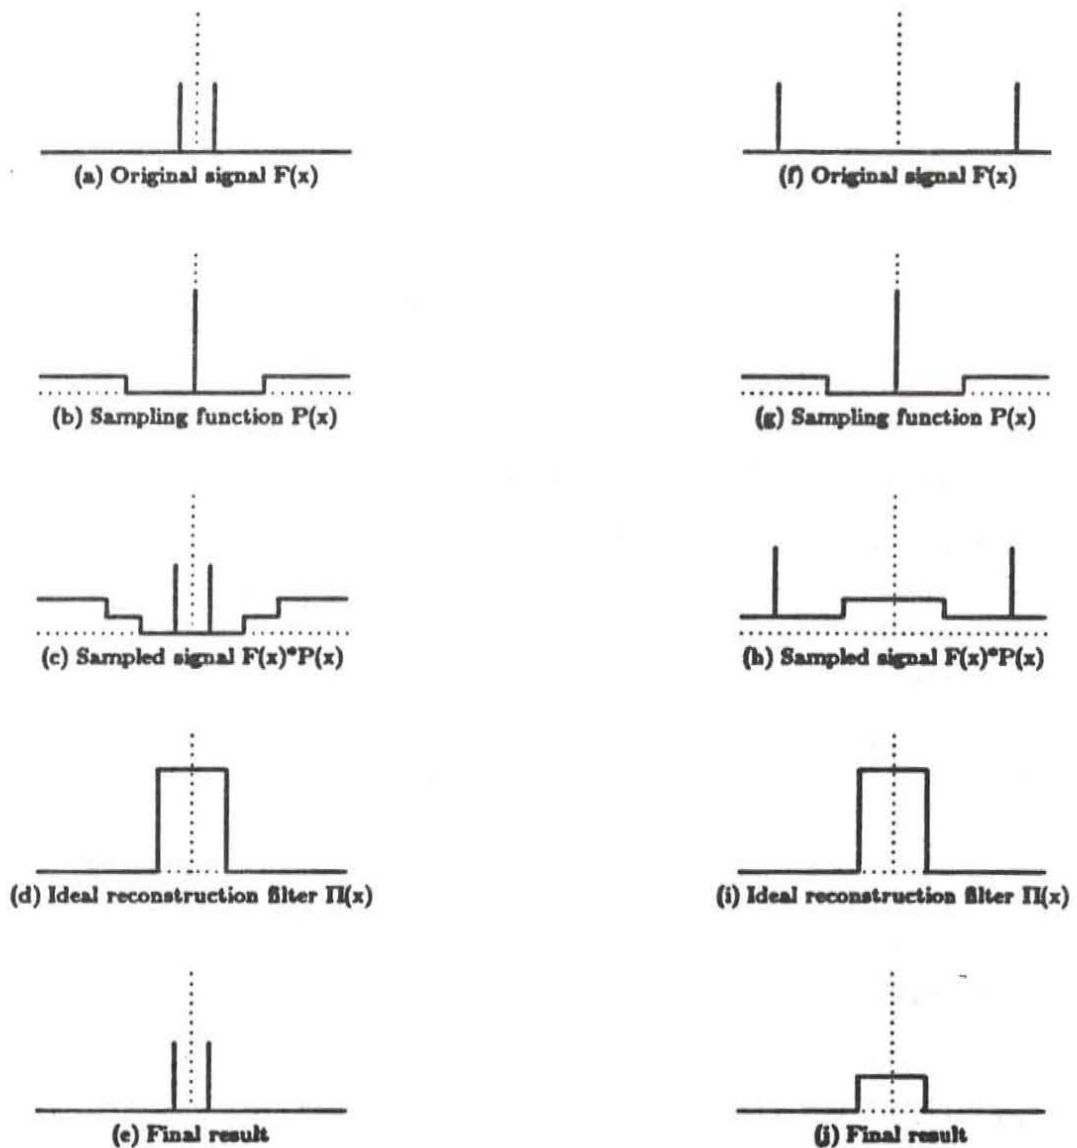 (a) Original signal F(x)
(f) Original signal F(x)
(b) Sampling function P(x)
(g) Sampling function P(x)
(c) Sampled signal F(x)*P(x)
(h) Sampled signal F(x)*P(x)
(d) Ideal reconstruction filter Π(x)
(i) Ideal reconstruction filter Π(x)
(e) Final result
(j) Final result